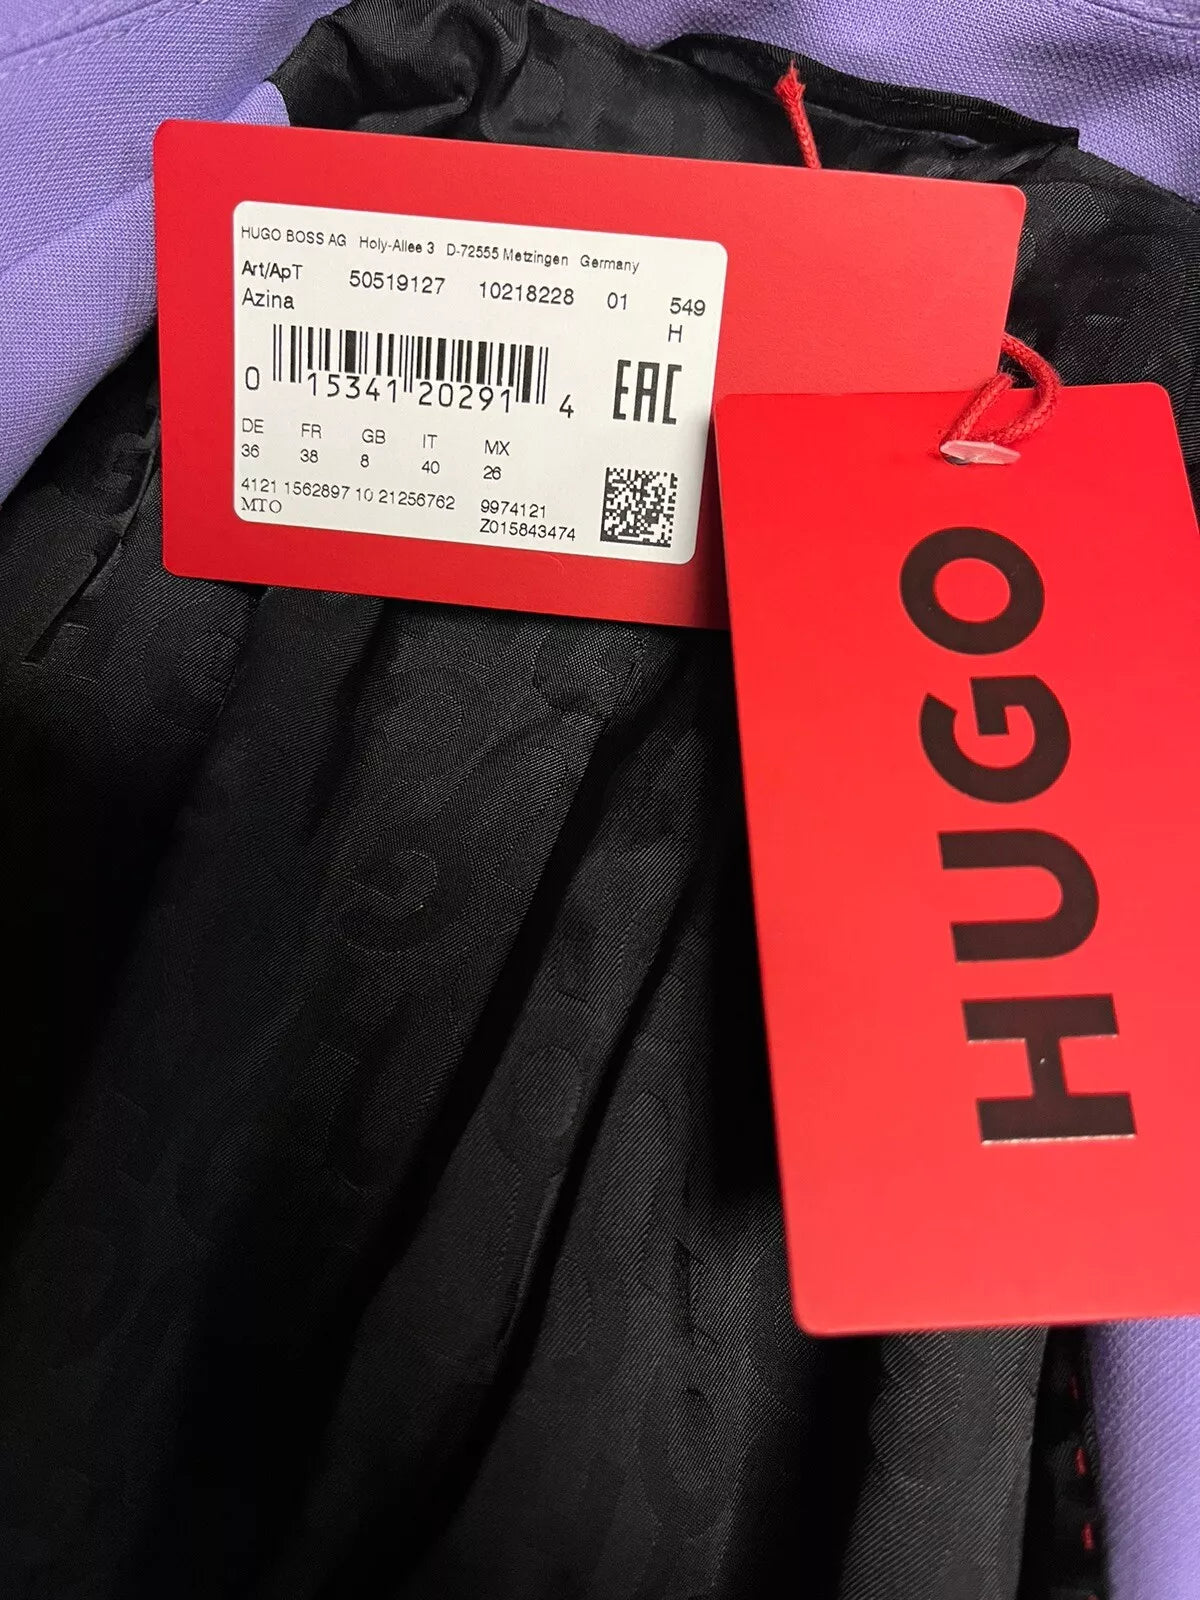 HUGO BOSS AG Holy-Allee 3 D-72555 Metzingen Germany
Art/ApT 50519127 10218228 01 549
Azina H
0 15341 20291 4
EAC
DE FR GB IT MX
36 38 8 40 26
4121 1562897 10 21256762 9974121
MTO Z015843474
HUGO